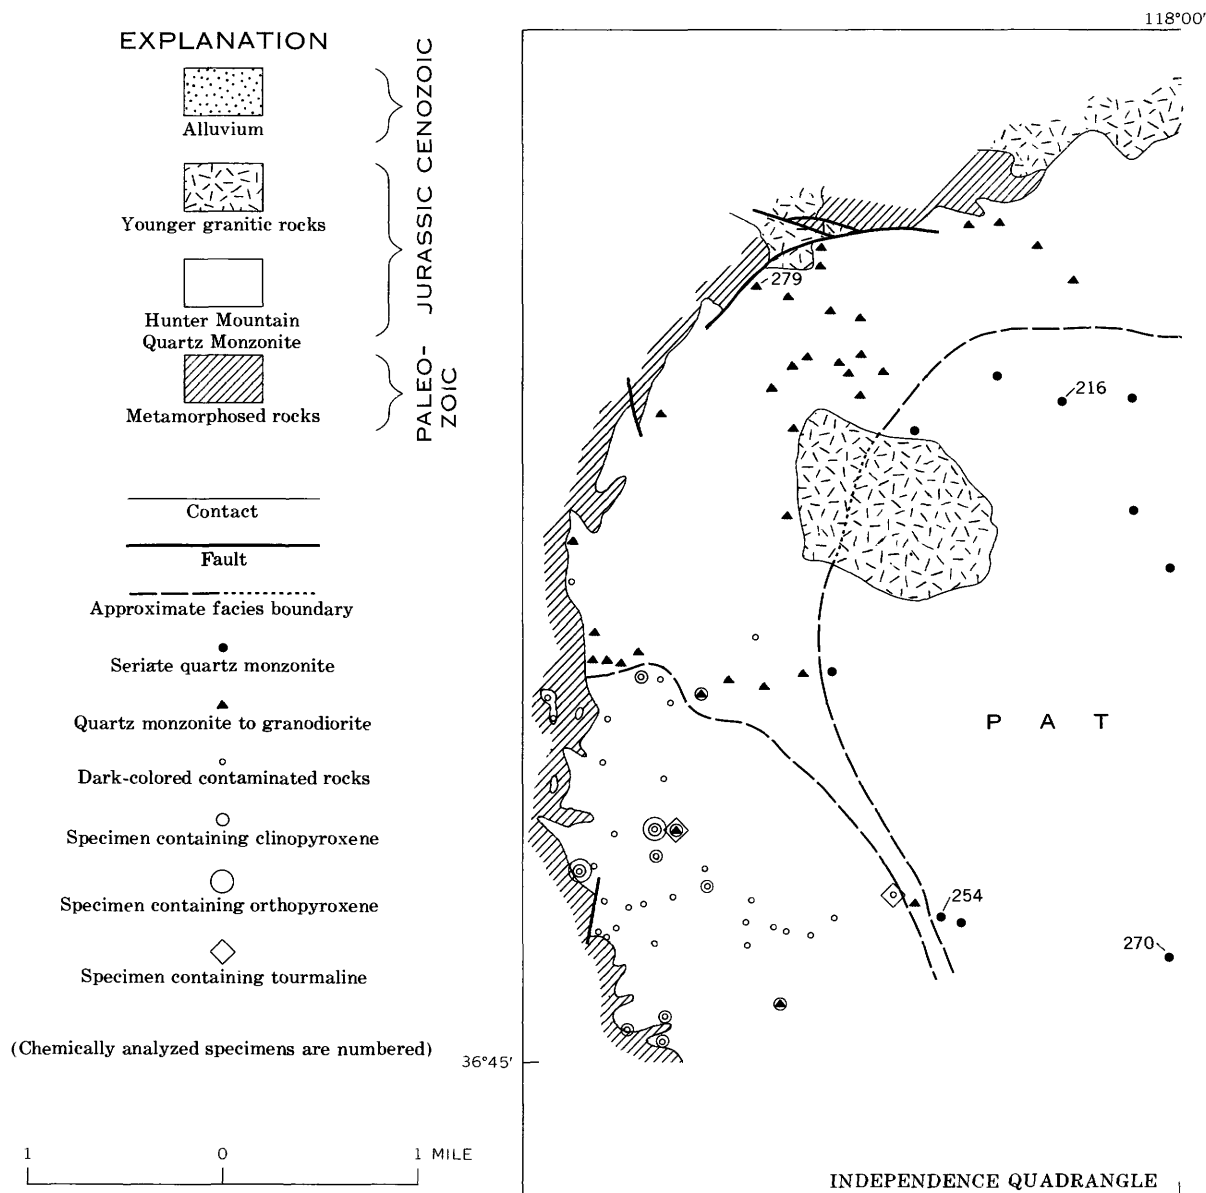 EXPLANATION
Alluvium
Younger granitic rocks
Hunter Mountain
Quartz Monzonite
Metamorphosed rocks
CENOZOIC
JURASSIC
PALEO-
ZOIC
Contact
Fault
Approximate facies boundary
Seriate quartz monzonite
Quartz monzonite to granodiorite
Dark-colored contaminated rocks
Specimen containing clinopyroxene
Specimen containing orthopyroxene
Specimen containing tourmaline
(Chemically analyzed specimens are numbered)
1 0 1 MILE
118°00'
279
216
P A T
254
270
36°45'
INDEPENDENCE QUADRANGLE